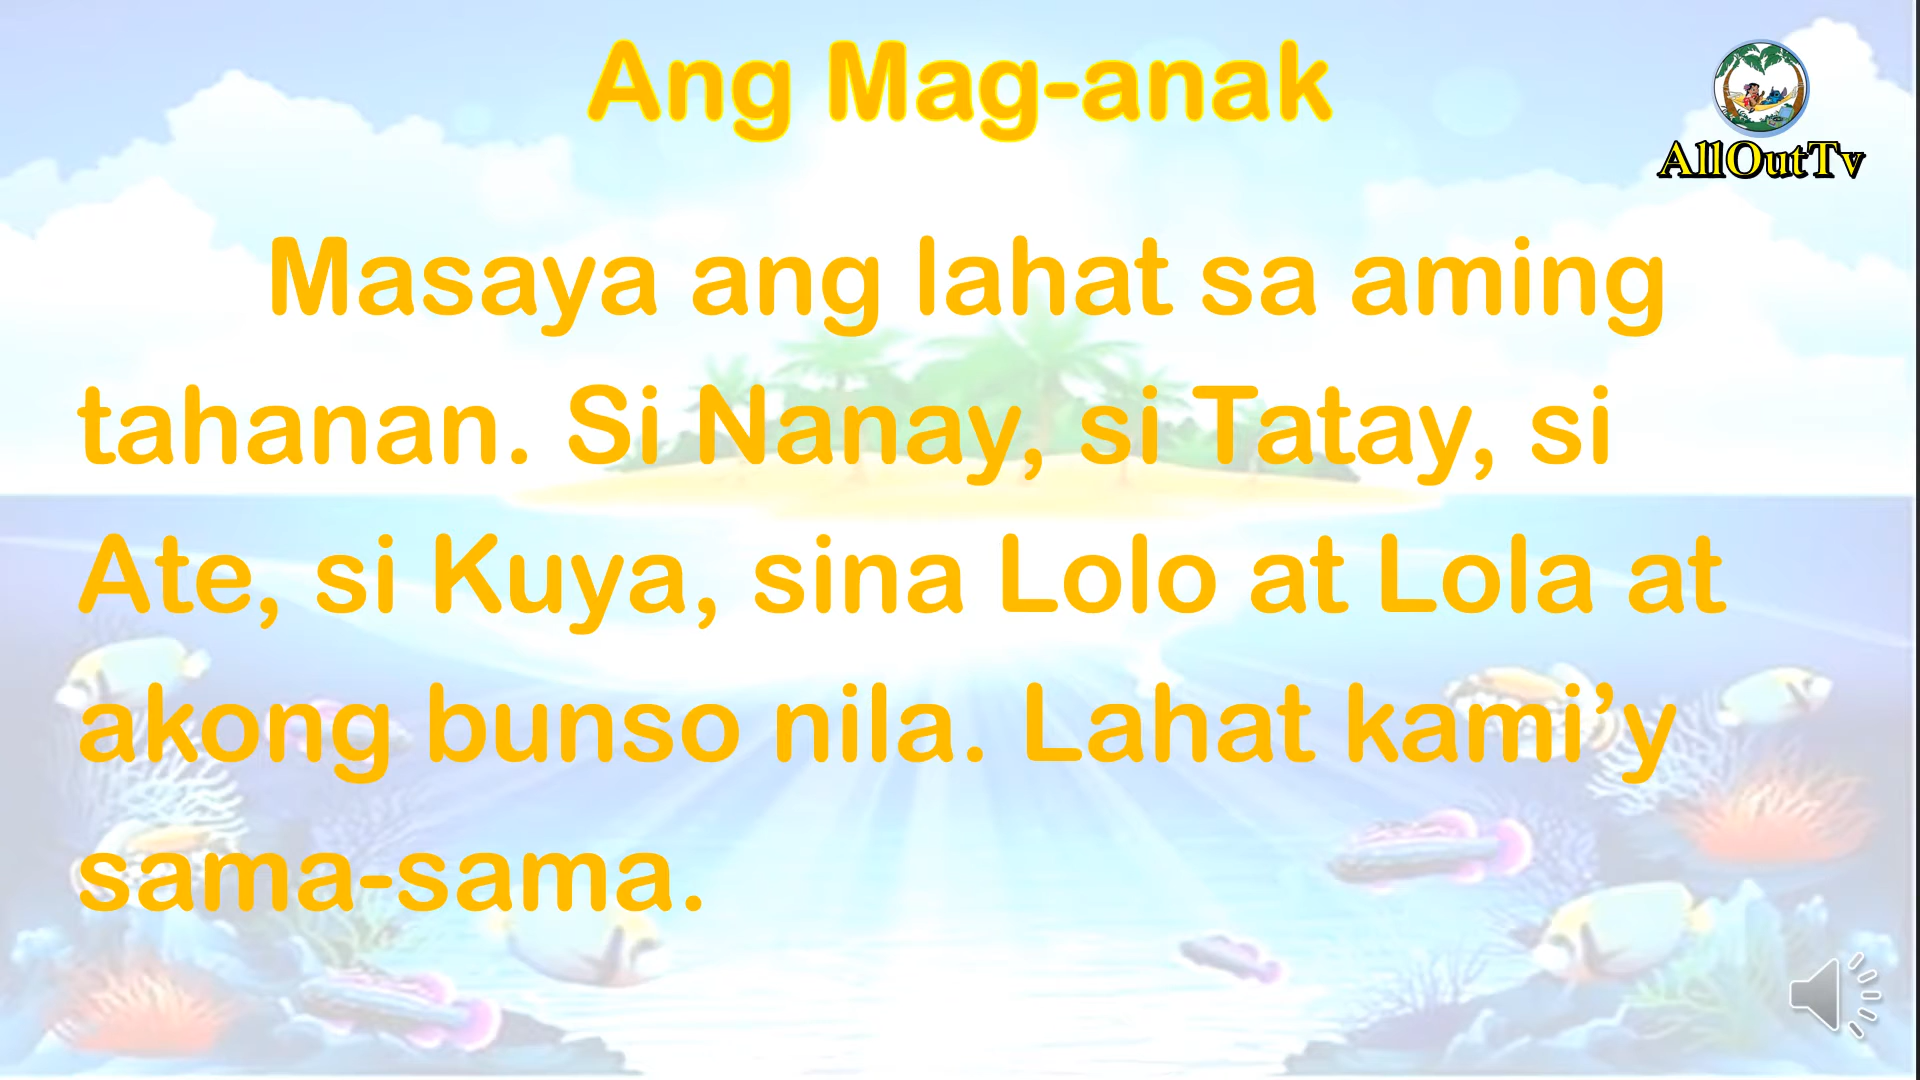 Ang Mag-anak
AllOutTv
Masaya ang lahat sa aming
tahanan. Si Nanay, si Tatay, si
Ate, si Kuya, sina Lolo at Lola at
akong bunso nila. Lahat kami’y
sama-sama.